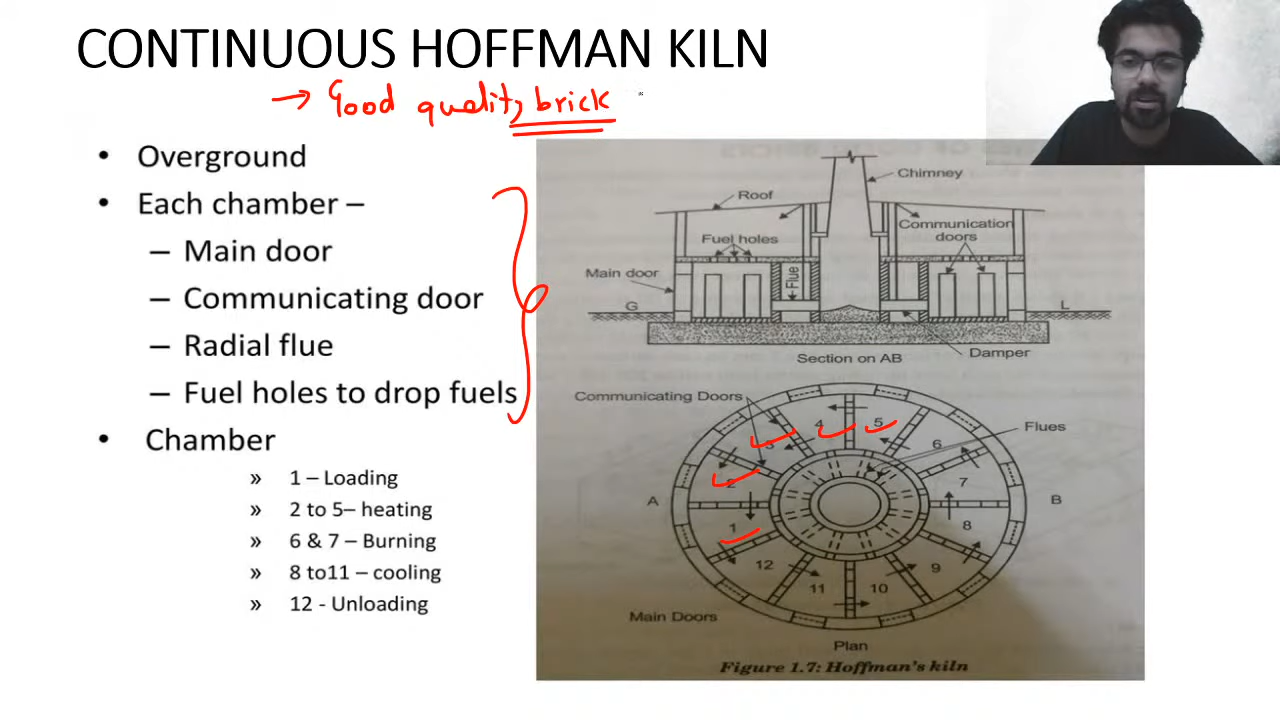 CONTINUOUS HOFFMAN KILN
→ Good quality brick
• Overground
• Each chamber –
– Main door
– Communicating door
– Radial flue
– Fuel holes to drop fuels
• Chamber
» 1 – Loading
» 2 to 5– heating
» 6 & 7 – Burning
» 8 to11 – cooling
» 12 - Unloading
Chimney
Roof
Fuel holes
Communication
doors
Main door
Flue
G
L
Section on AB
Damper
Communicating Doors
Flues
4
5
3
6
2
7
A
B
1
8
12
9
11
10
Main Doors
Plan
Figure 1.7: Hoffman's kiln